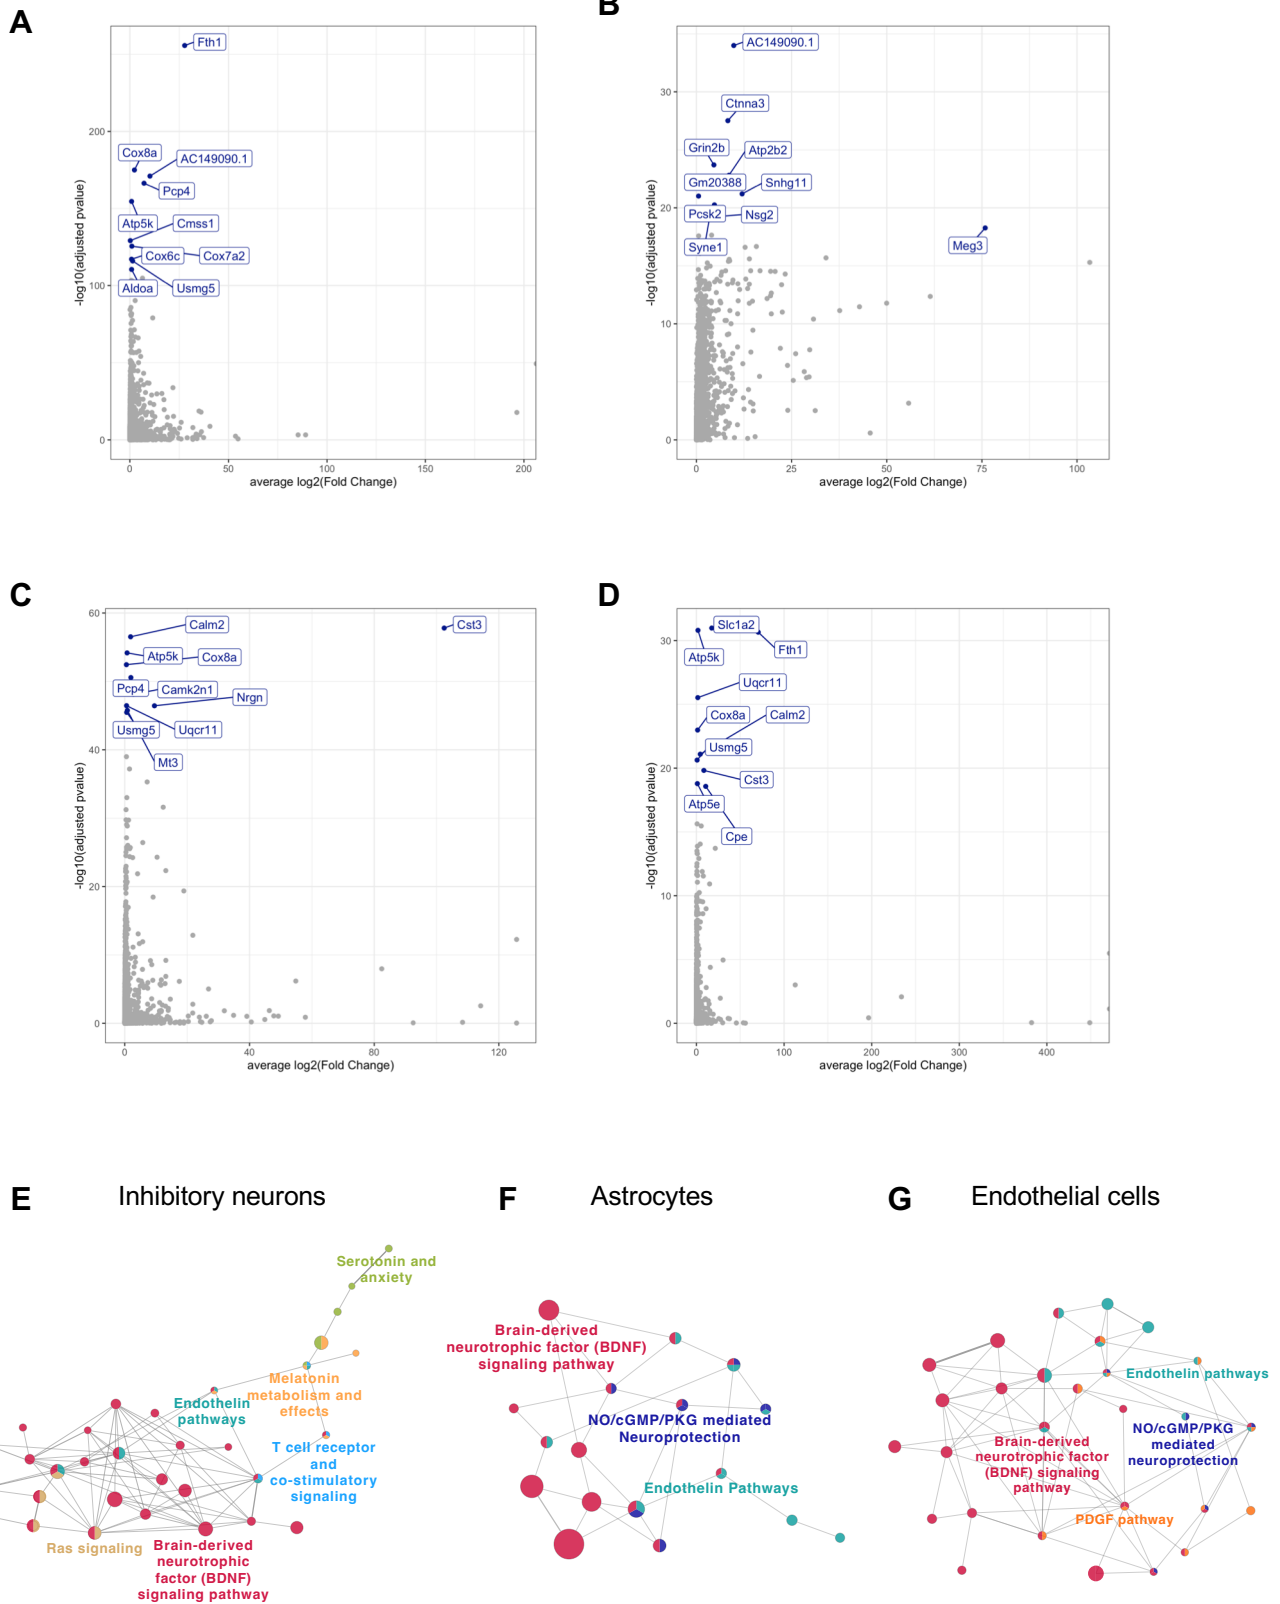 A
B
Fth1
Cox8a
AC149090.1
Pcp4
Atp5k
Cmss1
Cox6c
Cox7a2
Aldoa
Usmg5
200
100
0
-log10(adjusted pvalue)
0
50
100
150
200
average log2(Fold Change)
AC149090.1
Ctnna3
Grin2b
Atp2b2
Gm20388
Snhg11
Pcsk2
Nsg2
Syne1
Meg3
30
20
10
0
-log10(adjusted pvalue)
0
25
50
75
100
average log2(Fold Change)
C
D
Calm2
Cst3
Atp5k
Cox8a
Pcp4
Camk2n1
Nrgn
Usmg5
Uqcr11
Mt3
60
40
20
0
-log10(adjusted pvalue)
0
40
80
120
average log2(Fold Change)
Slc1a2
Fth1
Atp5k
Uqcr11
Cox8a
Calm2
Usmg5
Cst3
Atp5e
Cpe
30
20
10
0
-log10(adjusted pvalue)
0
100
200
300
400
average log2(Fold Change)
E
Inhibitory neurons
Serotonin and
anxiety
Melatonin
metabolism and
effects
Endothelin
pathways
T cell receptor
and
co-stimulatory
signaling
Ras signaling
Brain-derived
neurotrophic
factor (BDNF)
signaling pathway
F
Astrocytes
Brain-derived
neurotrophic factor (BDNF)
signaling pathway
NO/cGMP/PKG mediated
Neuroprotection
Endothelin Pathways
G
Endothelial cells
Endothelin pathways
NO/cGMP/PKG
mediated
neuroprotection
Brain-derived
neurotrophic factor
(BDNF) signaling
pathway
PDGF pathway